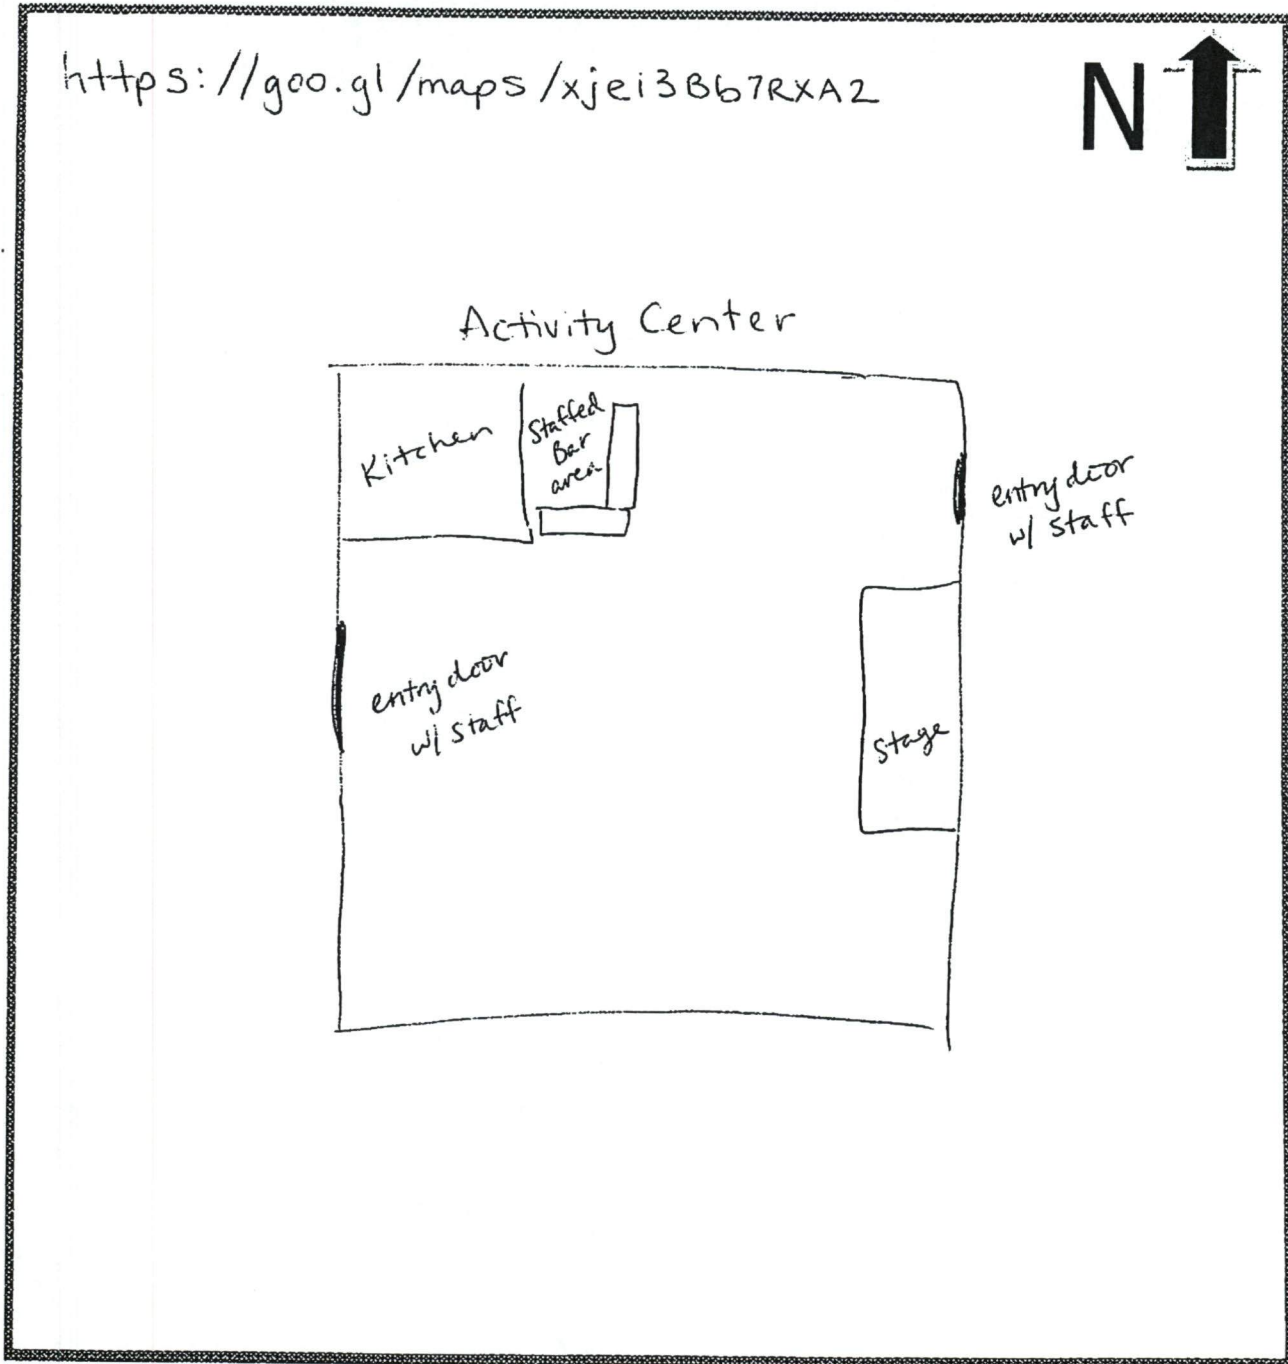 https://goo.gl/maps/xjei3Bb7RXA2
N
Activity Center
Kitchen
Staffed
Bar
area
entry door
w/ staff
entry door
w/ staff
Stage